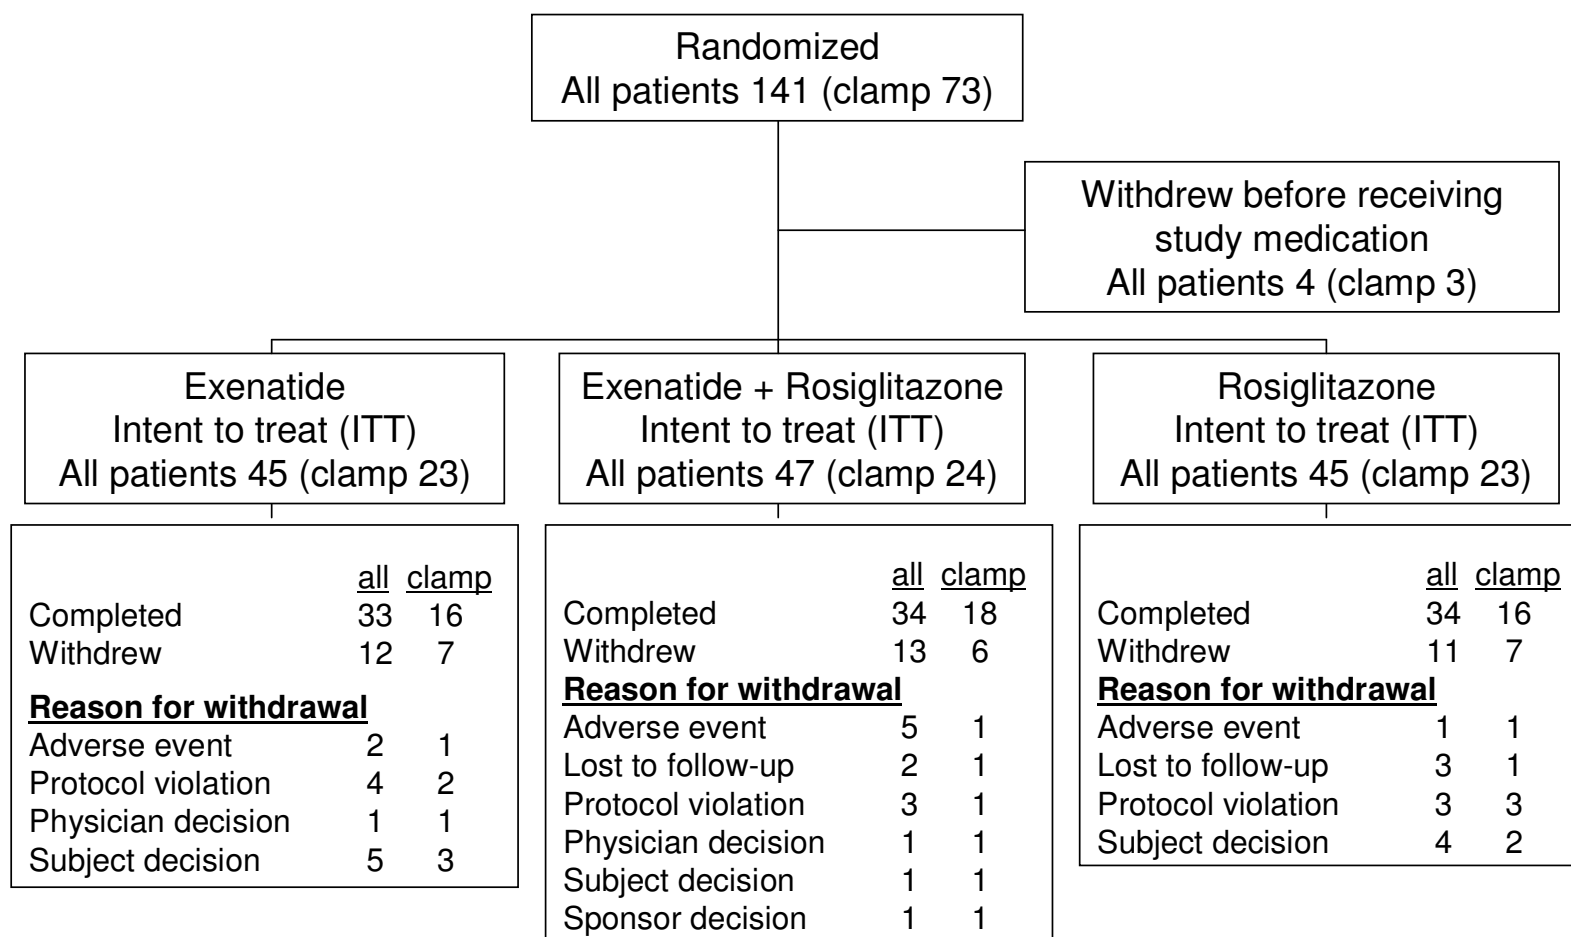 Randomized
All patients 141 (clamp 73)
Withdrew before receiving
study medication
All patients 4 (clamp 3)
Exenatide
Intent to treat (ITT)
All patients 45 (clamp 23)
Exenatide + Rosiglitazone
Intent to treat (ITT)
All patients 47 (clamp 24)
Rosiglitazone
Intent to treat (ITT)
All patients 45 (clamp 23)
all clamp
Completed 33 16
Withdrew 12 7
Reason for withdrawal
Adverse event 2 1
Protocol violation 4 2
Physician decision 1 1
Subject decision 5 3
all clamp
Completed 34 18
Withdrew 13 6
Reason for withdrawal
Adverse event 5 1
Lost to follow-up 2 1
Protocol violation 3 1
Physician decision 1 1
Subject decision 1 1
Sponsor decision 1 1
all clamp
Completed 34 16
Withdrew 11 7
Reason for withdrawal
Adverse event 1 1
Lost to follow-up 3 1
Protocol violation 3 3
Subject decision 4 2